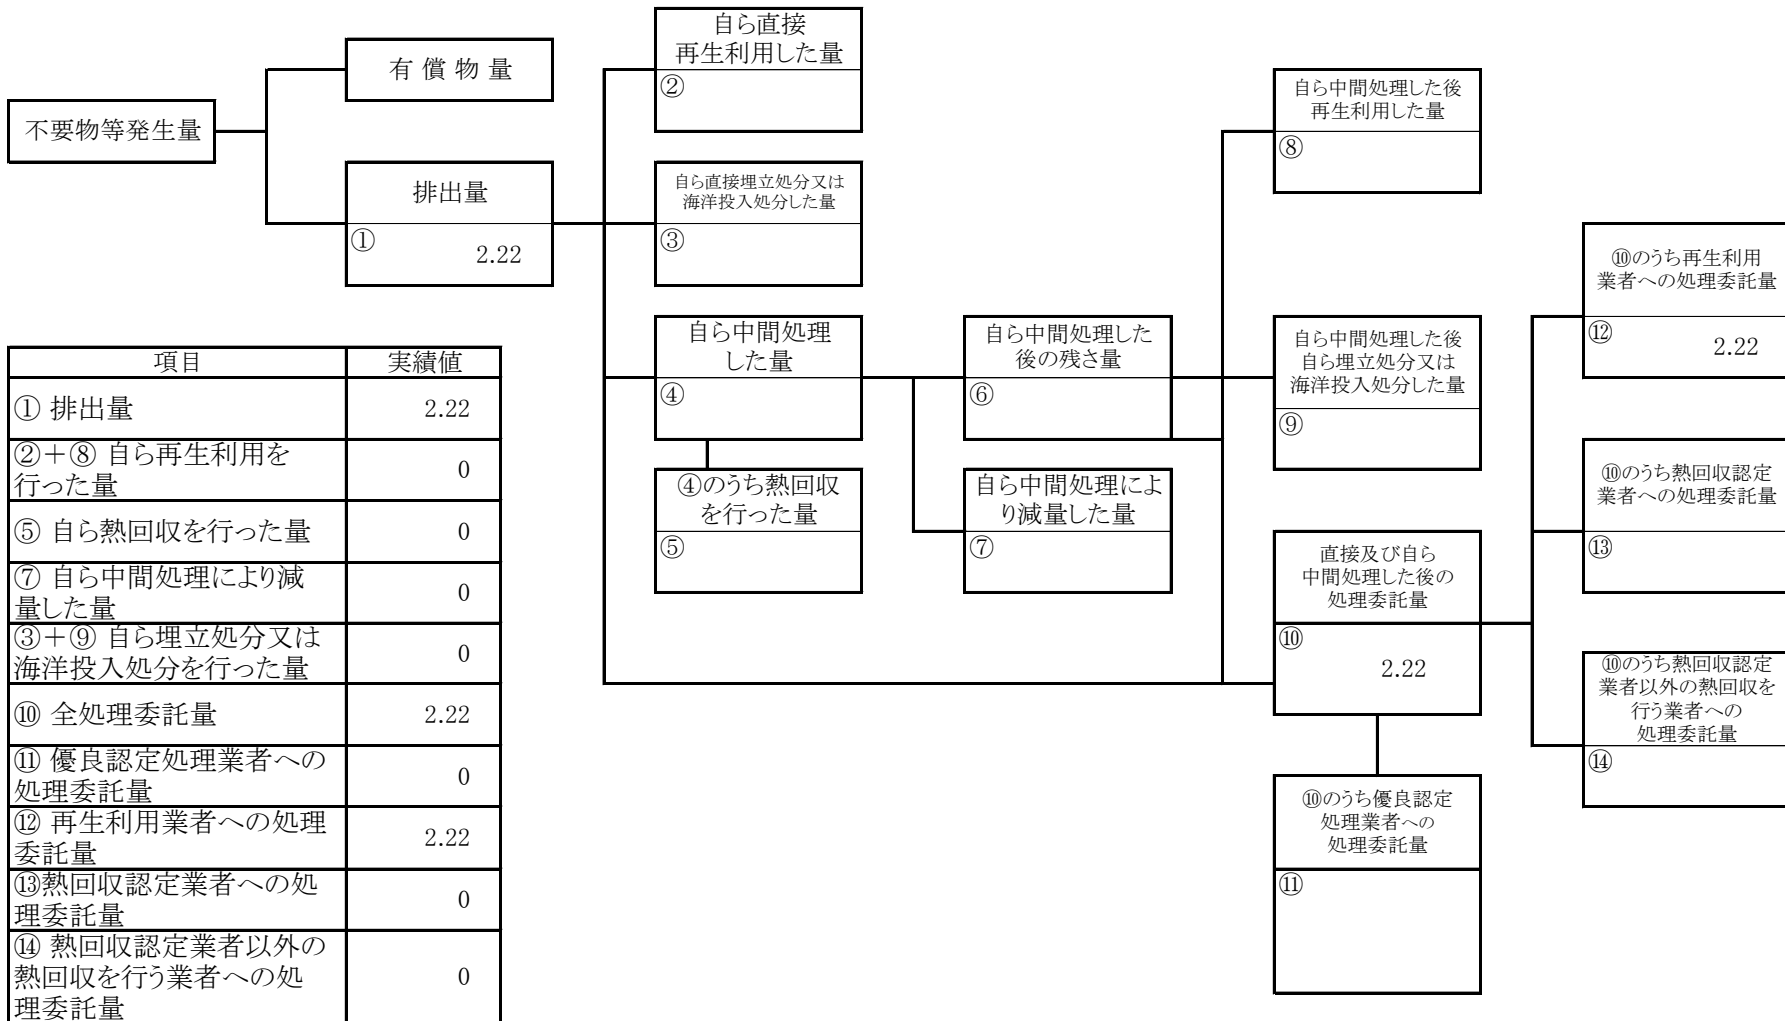 不要物等発生量
有 償 物 量
排出量
①
2.22
自ら直接
再生利用した量
②
自ら直接埋立処分又は
海洋投入処分した量
③
自ら中間処理
した量
④
④のうち熱回収
を行った量
⑤
自ら中間処理した
後の残さ量
⑥
自ら中間処理によ
り減量した量
⑦
自ら中間処理した後
再生利用した量
⑧
自ら中間処理した後
自ら埋立処分又は
海洋投入処分した量
⑨
直接及び自ら
中間処理した後の
処理委託量
⑩
2.22
⑩のうち優良認定
処理業者への
処理委託量
⑪
⑩のうち再生利用
業者への処理委託量
⑫
2.22
⑩のうち熱回収認定
業者への処理委託量
⑬
⑩のうち熱回収認定
業者以外の熱回収を
行う業者への
処理委託量
⑭
項目 実績値
① 排出量 2.22
②+⑧ 自ら再生利用を
行った量 0
⑤ 自ら熱回収を行った量 0
⑦ 自ら中間処理により減
量した量 0
③+⑨ 自ら埋立処分又は
海洋投入処分を行った量 0
⑩ 全処理委託量 2.22
⑪ 優良認定処理業者への
処理委託量 0
⑫ 再生利用業者への処理
委託量 2.22
⑬熱回収認定業者への処
理委託量 0
⑭ 熱回収認定業者以外の
熱回収を行う業者への処
理委託量 0